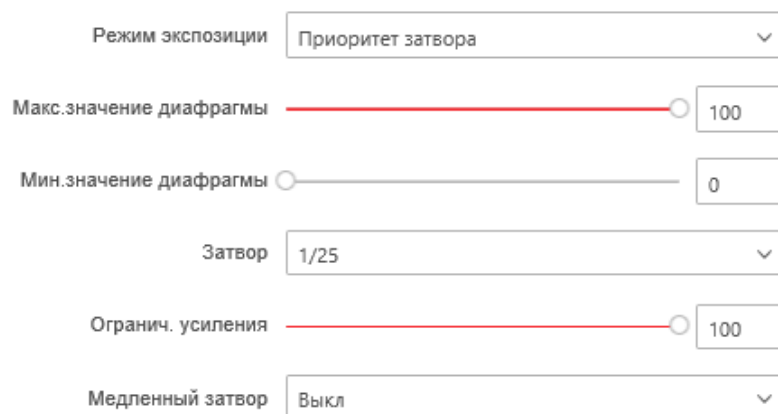 Режим экспозиции Приоритет затвора
Макс.значение диафрагмы 100
Мин.значение диафрагмы 0
Затвор 1/25
Огранич. усиления 100
Медленный затвор Выкл